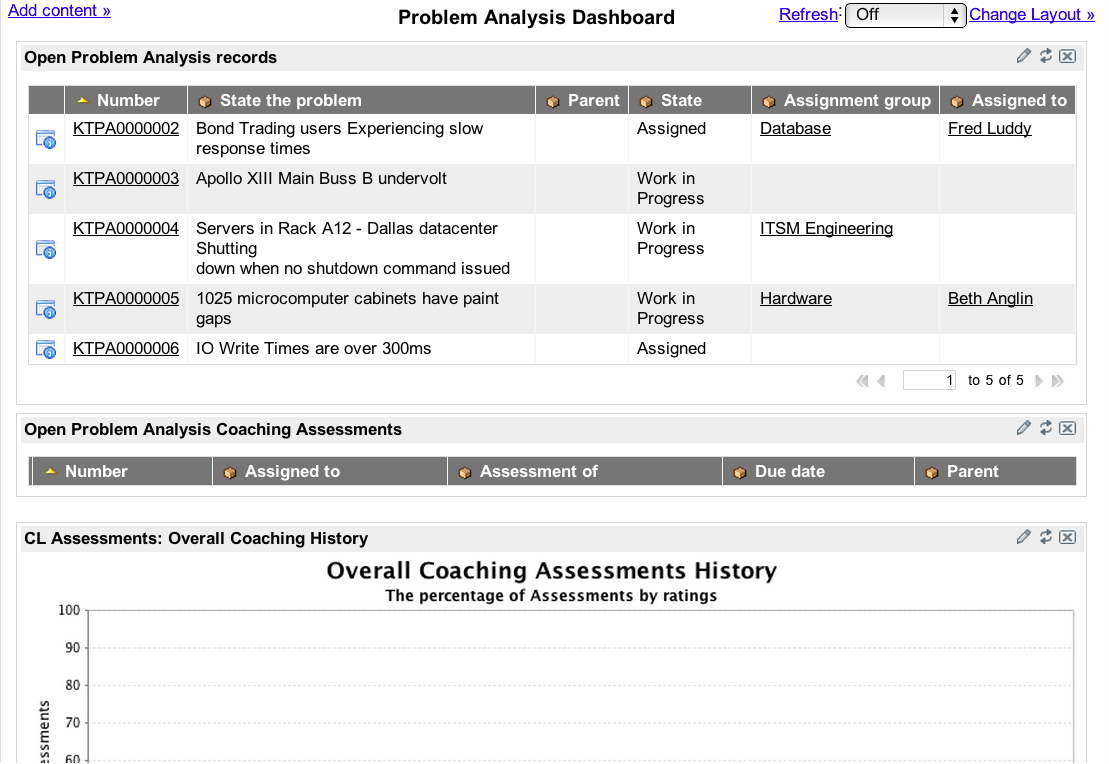 Add content »
Problem Analysis Dashboard
Refresh: Off Change Layout »
Open Problem Analysis records
Number State the problem Parent State Assignment group Assigned to
KTPA0000002 Bond Trading users Experiencing slow Assigned Database Fred Luddy
response times
KTPA0000003 Apollo XIII Main Buss B undervolt Work in
Progress
KTPA0000004 Servers in Rack A12 - Dallas datacenter Work in ITSM Engineering
Shutting Progress
down when no shutdown command issued
KTPA0000005 1025 microcomputer cabinets have paint Work in Hardware Beth Anglin
gaps Progress
KTPA0000006 IO Write Times are over 300ms Assigned
1 to 5 of 5
Open Problem Analysis Coaching Assessments
Number Assigned to Assessment of Due date Parent
CL Assessments: Overall Coaching History
Overall Coaching Assessments History
The percentage of Assessments by ratings
100
90
80
70
60